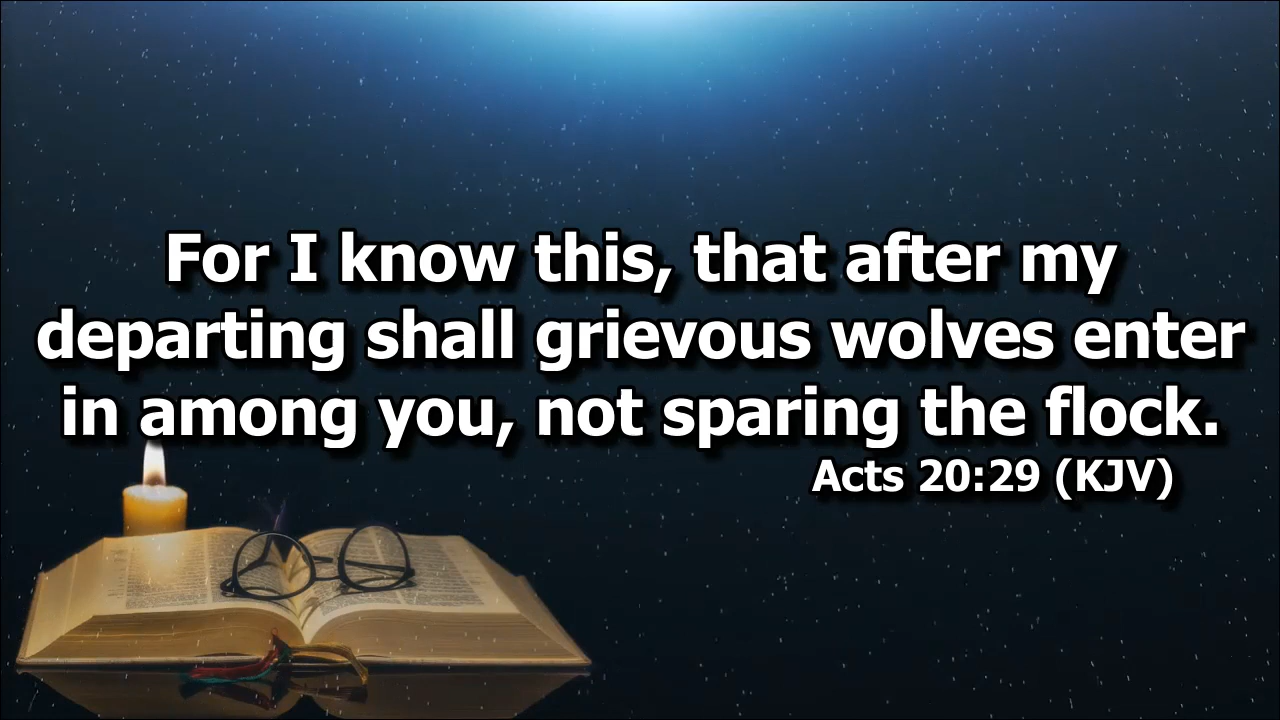 For I know this, that after my
departing shall grievous wolves enter
in among you, not sparing the flock.
Acts 20:29 (KJV)